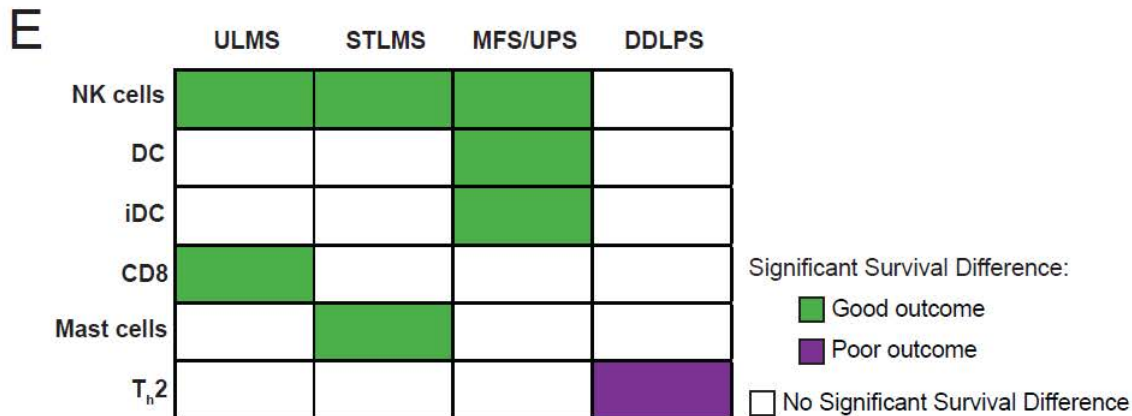 E
ULMS STLMS MFS/UPS DDLPS
NK cells
DC
iDC
CD8
Mast cells
Th2
Significant Survival Difference:
Good outcome
Poor outcome
No Significant Survival Difference